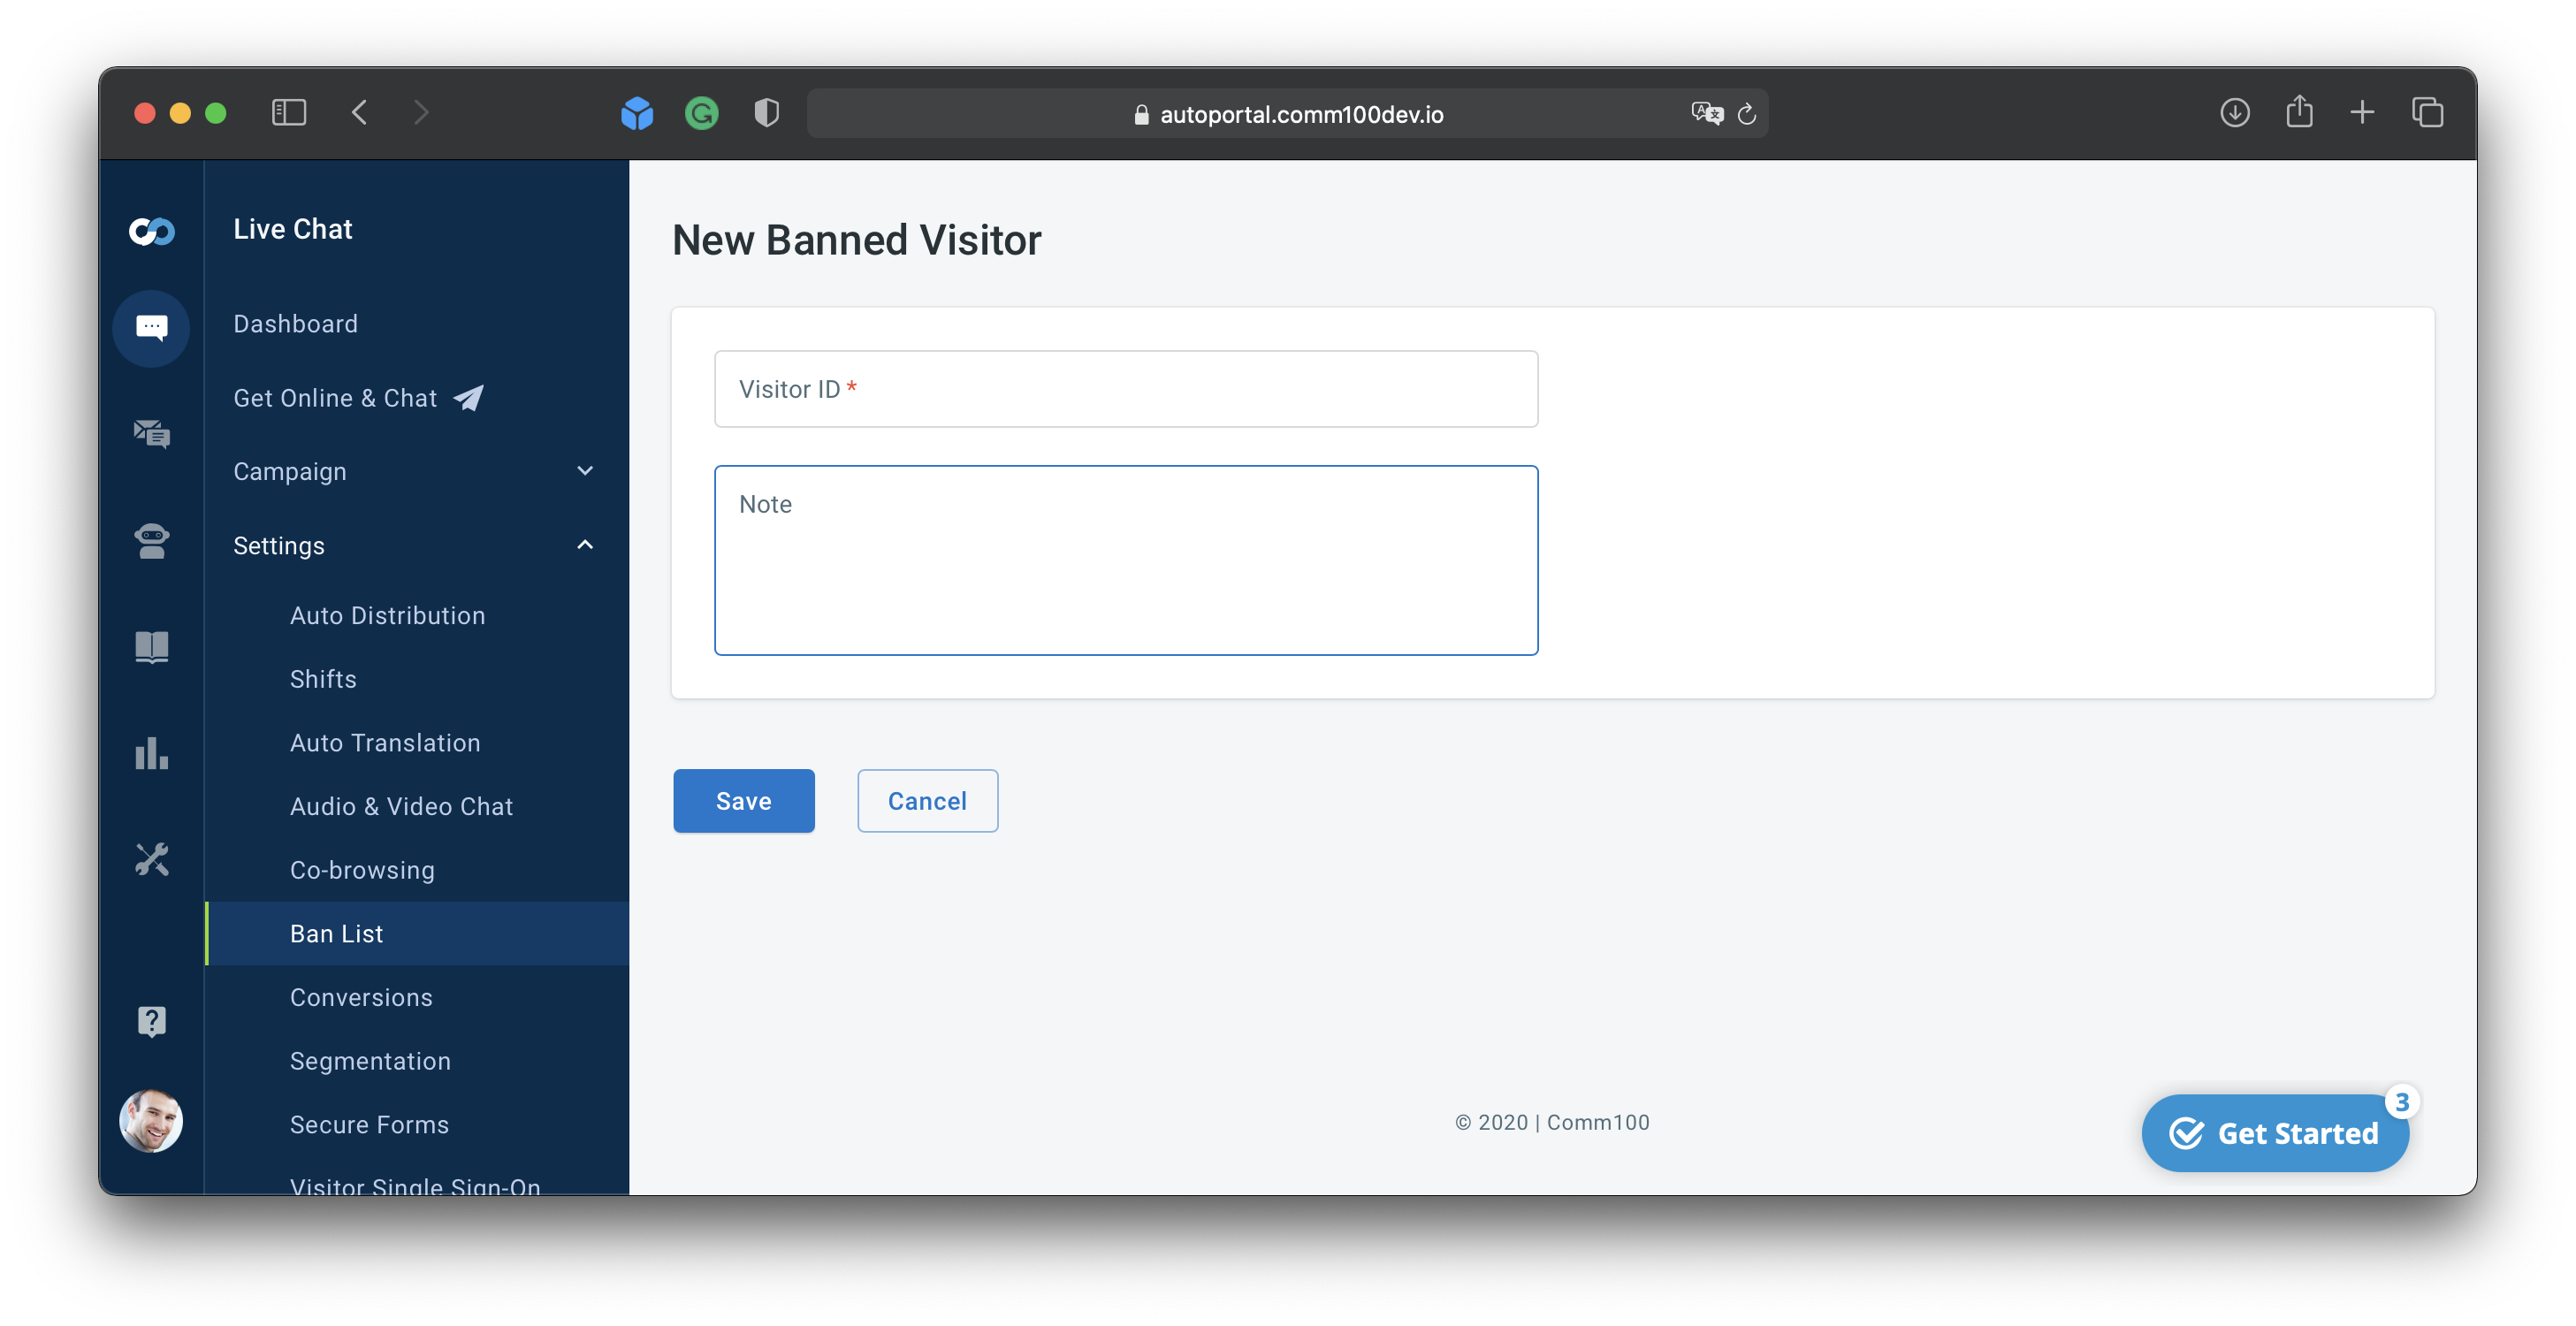 autoportal.comm100dev.io
Live Chat
Dashboard
Get Online & Chat
Campaign
Settings
Auto Distribution
Shifts
Auto Translation
Audio & Video Chat
Co-browsing
Ban List
Conversions
Segmentation
Secure Forms
Visitor Single Sign-On
New Banned Visitor
Visitor ID *
Note
Save
Cancel
© 2020 | Comm100
3
Get Started